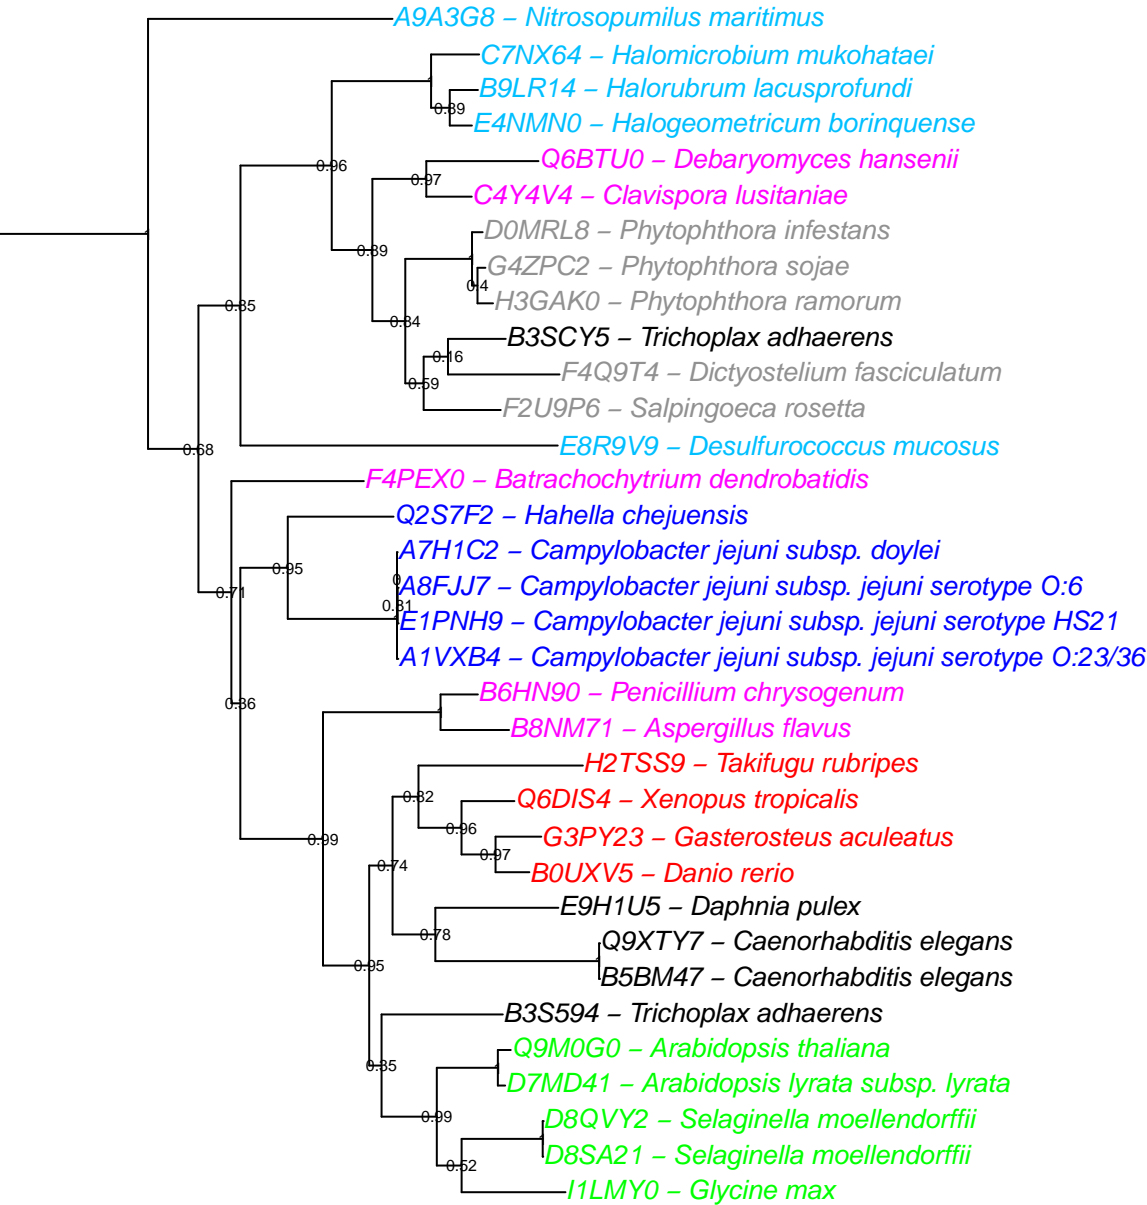 A9A3G8 – Nitrosopumilus maritimus
C7NX64 – Halomicrobium mukohataei
B9LR14 – Halorubrum lacusprofundi
0.89
E4NMN0 – Halogeometricum borinquense
Q6BTU0 – Debaryomyces hansenii
0.96
0.97
C4Y4V4 – Clavispora lusitaniae
D0MRL8 – Phytophthora infestans
0.89
G4ZPC2 – Phytophthora sojae
0.4
H3GAK0 – Phytophthora ramorum
0.85
0.84
B3SCY5 – Trichoplax adhaerens
0.16
F4Q9T4 – Dictyostelium fasciculatum
0.59
F2U9P6 – Salpingoeca rosetta
E8R9V9 – Desulfurococcus mucosus
0.68
F4PEX0 – Batrachochytrium dendrobatidis
Q2S7F2 – Hahella chejuensis
A7H1C2 – Campylobacter jejuni subsp. doylei
0.95
0
A8FJJ7 – Campylobacter jejuni subsp. jejuni serotype O:6
0.71
0.81
E1PNH9 – Campylobacter jejuni subsp. jejuni serotype HS21
A1VXB4 – Campylobacter jejuni subsp. jejuni serotype O:23/36
B6HN90 – Penicillium chrysogenum
0.36
B8NM71 – Aspergillus flavus
H2TSS9 – Takifugu rubripes
0.82
Q6DIS4 – Xenopus tropicalis
0.96
G3PY23 – Gasterosteus aculeatus
0.99
0.97
0.74
B0UXV5 – Danio rerio
E9H1U5 – Daphnia pulex
0.78
Q9XTY7 – Caenorhabditis elegans
0.95
B5BM47 – Caenorhabditis elegans
B3S594 – Trichoplax adhaerens
Q9M0G0 – Arabidopsis thaliana
0.35
D7MD41 – Arabidopsis lyrata subsp. lyrata
0.99
D8QVY2 – Selaginella moellendorffii
D8SA21 – Selaginella moellendorffii
0.52
I1LMY0 – Glycine max